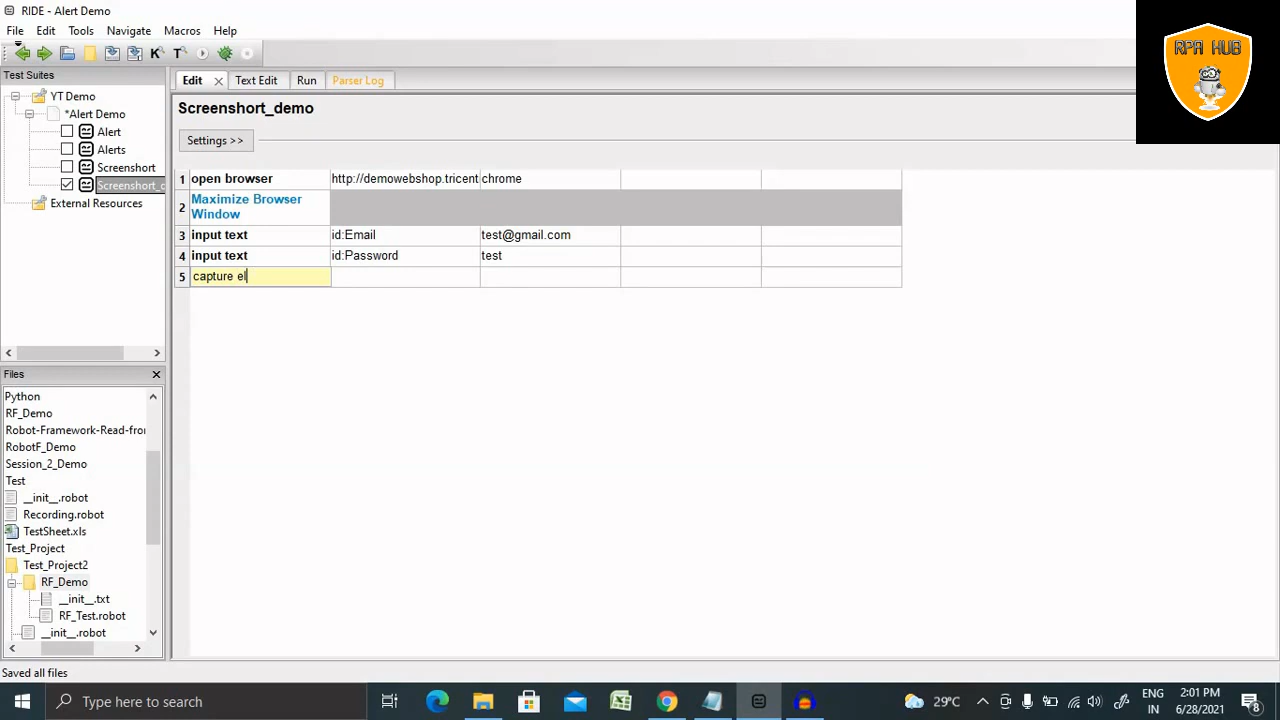 RIDE - Alert Demo
File Edit Tools Navigate Macros Help
RPA HUB
Test Suites
Edit Text Edit Run Parser Log
YT Demo
*Alert Demo
Alert
Alerts
Screenshort
Screenshort_d
External Resources
Screenshort_demo
Settings >>
1 open browser http://demowebshop.tricent chrome
2 Maximize Browser
Window
3 input text id:Email test@gmail.com
4 input text id:Password test
5 capture el
Files
Python
RF_Demo
Robot-Framework-Read-fror
RobotF_Demo
Session_2_Demo
Test
__init__.robot
Recording.robot
TestSheet.xls
Test_Project
Test_Project2
RF_Demo
__init__.txt
RF_Test.robot
__init__.robot
Saved all files
Type here to search
29°C
ENG
IN
2:01 PM
6/28/2021
8